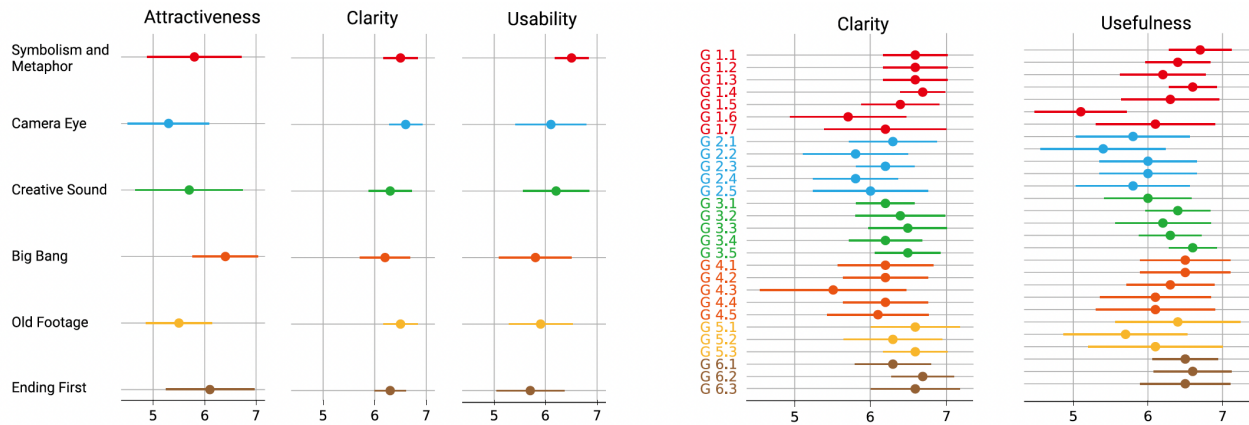 Attractiveness
Clarity
Usability
Symbolism and
Metaphor
Camera Eye
Creative Sound
Big Bang
Old Footage
Ending First
5 6 7
5 6 7
5 6 7
Clarity
Usefulness
G 1.1
G 1.2
G 1.3
G 1.4
G 1.5
G 1.6
G 1.7
G 2.1
G 2.2
G 2.3
G 2.4
G 2.5
G 3.1
G 3.2
G 3.3
G 3.4
G 3.5
G 4.1
G 4.2
G 4.3
G 4.4
G 4.5
G 5.1
G 5.2
G 5.3
G 6.1
G 6.2
G 6.3
5 6 7
5 6 7